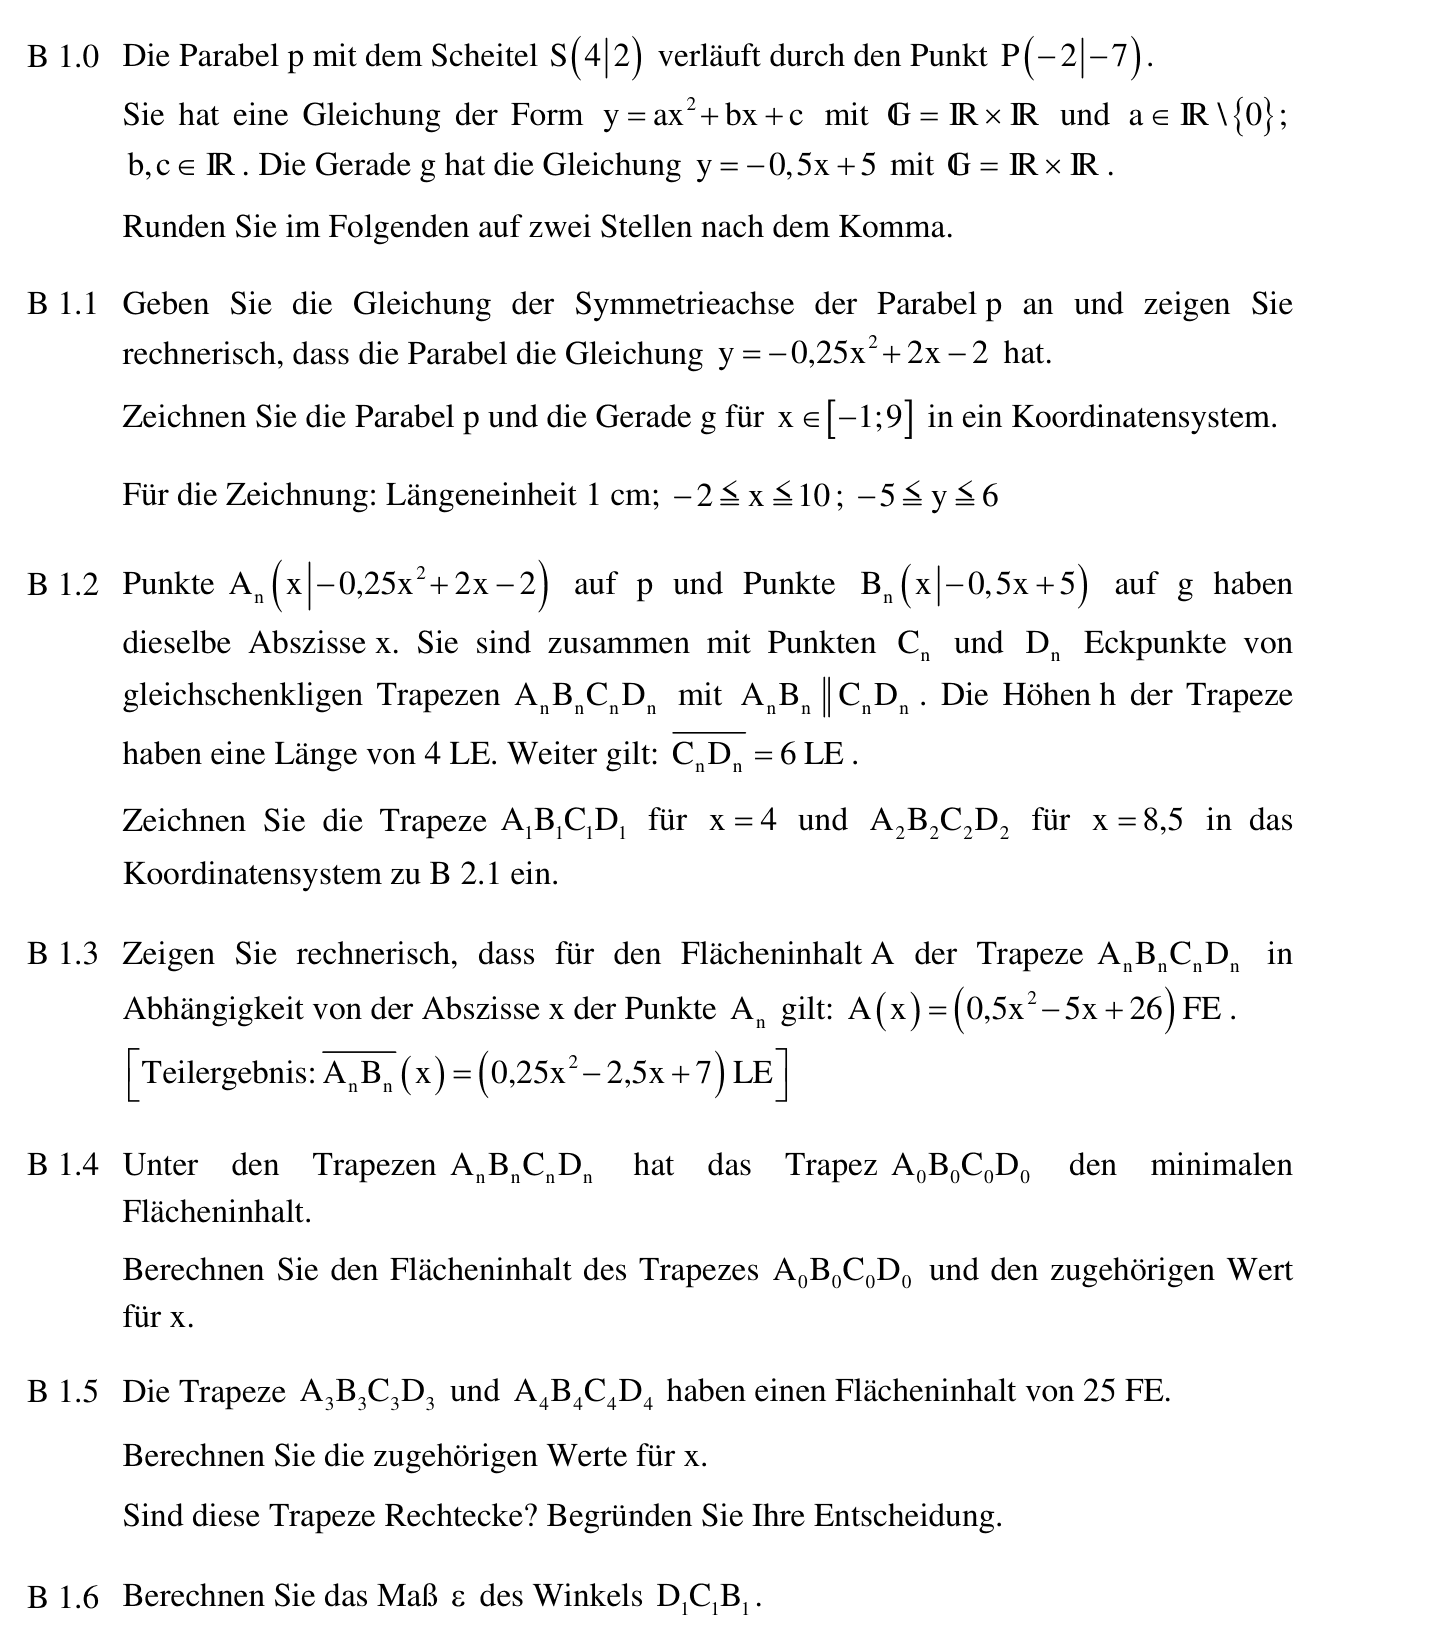 B 1.0 Die Parabel p mit dem Scheitel S(4|2) verläuft durch den Punkt P(−2|−7).
Sie hat eine Gleichung der Form y = ax² + bx + c mit 𝔾 = ℝ × ℝ und a ∈ ℝ \ {0};
b, c ∈ ℝ. Die Gerade g hat die Gleichung y = −0,5x + 5 mit 𝔾 = ℝ × ℝ.
Runden Sie im Folgenden auf zwei Stellen nach dem Komma.
B 1.1 Geben Sie die Gleichung der Symmetrieachse der Parabel p an und zeigen Sie
rechnerisch, dass die Parabel die Gleichung y = −0,25x² + 2x − 2 hat.
Zeichnen Sie die Parabel p und die Gerade g für x ∈ [−1;9] in ein Koordinatensystem.
Für die Zeichnung: Längeneinheit 1 cm; −2 ≦ x ≦ 10; −5 ≦ y ≦ 6
B 1.2 Punkte Aₙ(x|−0,25x² + 2x − 2) auf p und Punkte Bₙ(x|−0,5x + 5) auf g haben
dieselbe Abszisse x. Sie sind zusammen mit Punkten Cₙ und Dₙ Eckpunkte von
gleichschenkligen Trapezen AₙBₙCₙDₙ mit AₙBₙ ∥ CₙDₙ. Die Höhen h der Trapeze
haben eine Länge von 4 LE. Weiter gilt: C̅ₙD̅ₙ = 6 LE.
Zeichnen Sie die Trapeze A₁B₁C₁D₁ für x = 4 und A₂B₂C₂D₂ für x = 8,5 in das
Koordinatensystem zu B 2.1 ein.
B 1.3 Zeigen Sie rechnerisch, dass für den Flächeninhalt A der Trapeze AₙBₙCₙDₙ in
Abhängigkeit von der Abszisse x der Punkte Aₙ gilt: A(x) = (0,5x² − 5x + 26) FE.
[Teilergebnis: A̅ₙB̅ₙ(x) = (0,25x² − 2,5x + 7) LE]
B 1.4 Unter den Trapezen AₙBₙCₙDₙ hat das Trapez A₀B₀C₀D₀ den minimalen
Flächeninhalt.
Berechnen Sie den Flächeninhalt des Trapezes A₀B₀C₀D₀ und den zugehörigen Wert
für x.
B 1.5 Die Trapeze A₃B₃C₃D₃ und A₄B₄C₄D₄ haben einen Flächeninhalt von 25 FE.
Berechnen Sie die zugehörigen Werte für x.
Sind diese Trapeze Rechtecke? Begründen Sie Ihre Entscheidung.
B 1.6 Berechnen Sie das Maß ε des Winkels D₁C₁B₁.